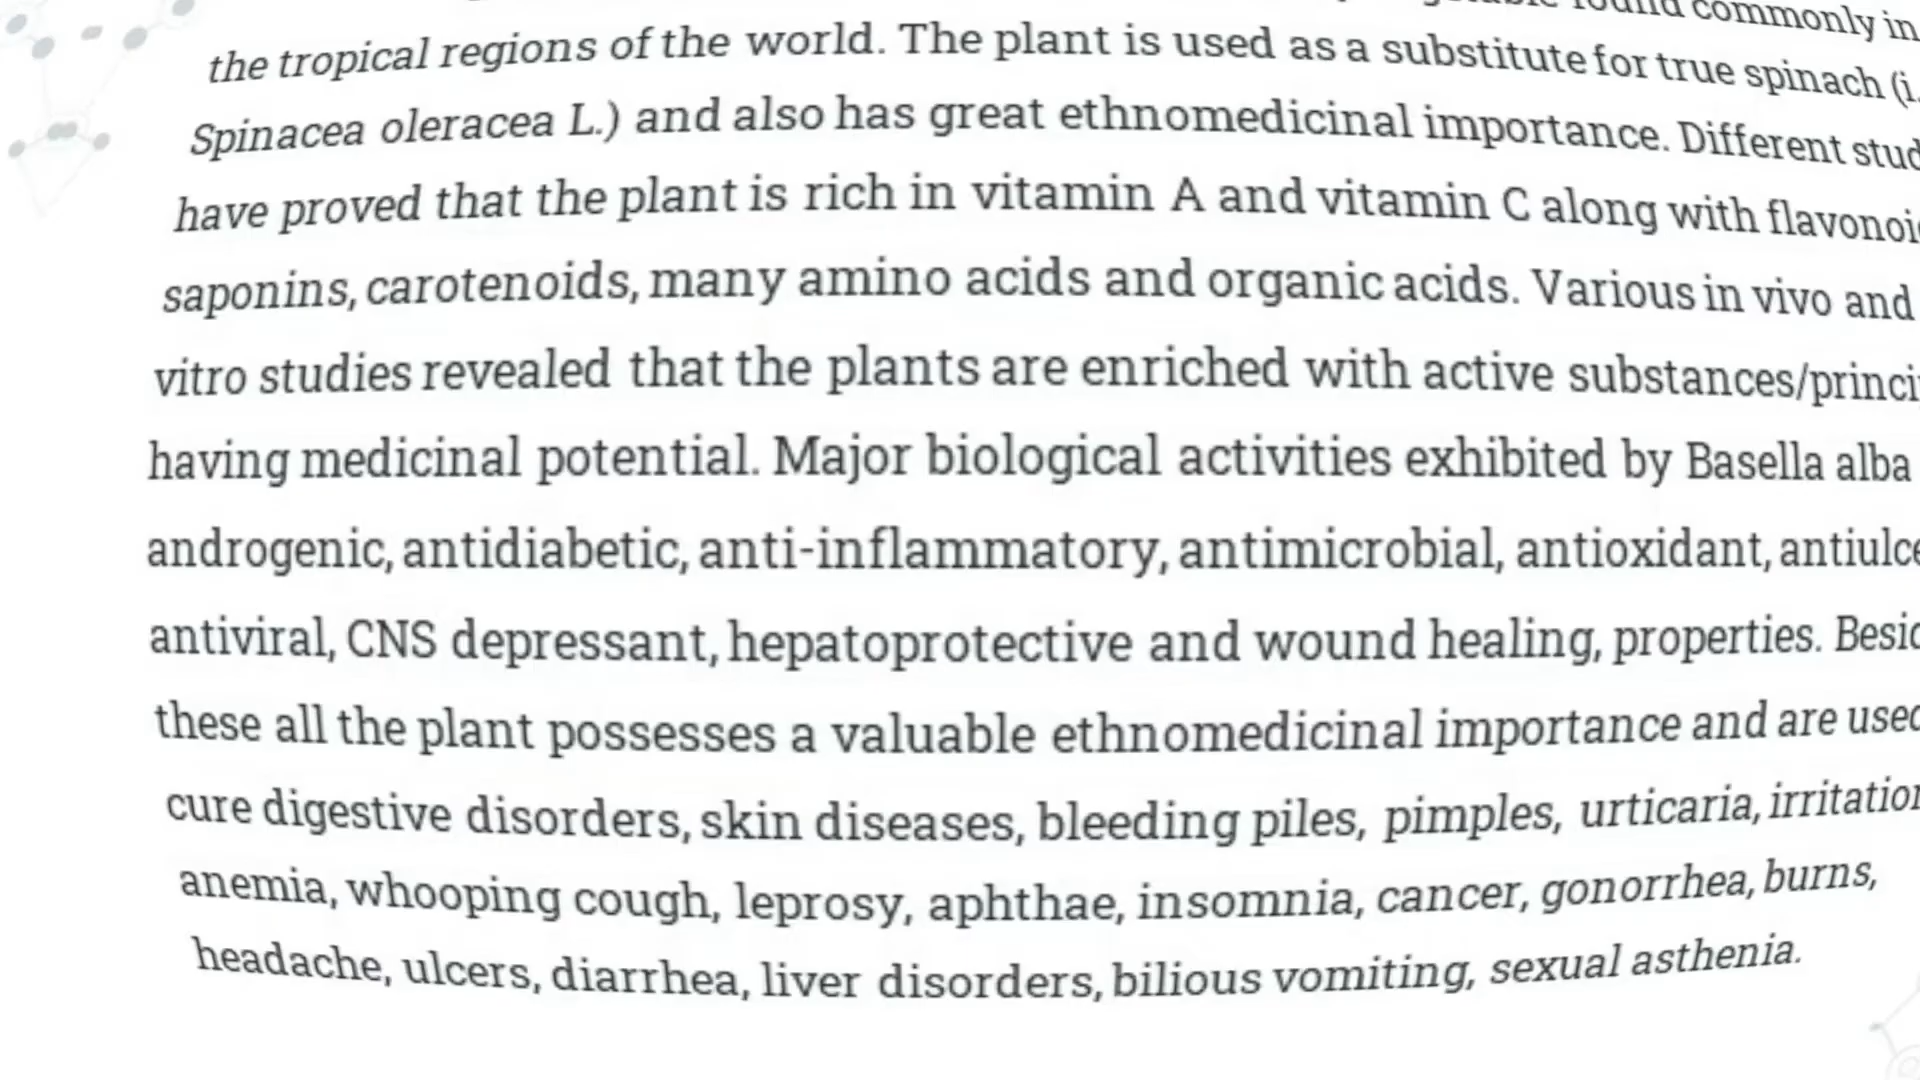 commonly in
the tropical regions of the world. The plant is used as a substitute for true spinach (i.
Spinacea oleracea L.) and also has great ethnomedicinal importance. Different
have proved that the plant is rich in vitamin A and vitamin C along with
saponins, carotenoids, many amino acids and organic acids. Various in vivo and
vitro studies revealed that the plants are enriched with active
having medicinal potential. Major biological activities exhibited by Basella alba
androgenic, antidiabetic, anti-inflammatory, antimicrobial, antioxidant,
antiviral, CNS depressant, hepatoprotective and wound healing, properties.
these all the plant possesses a valuable ethnomedicinal importance and are
cure digestive disorders, skin diseases, bleeding piles, pimples, urticaria,
anemia, whooping cough, leprosy, aphthae, insomnia, cancer, gonorrhea, burns,
headache, ulcers, diarrhea, liver disorders, bilious vomiting, sexual asthenia.